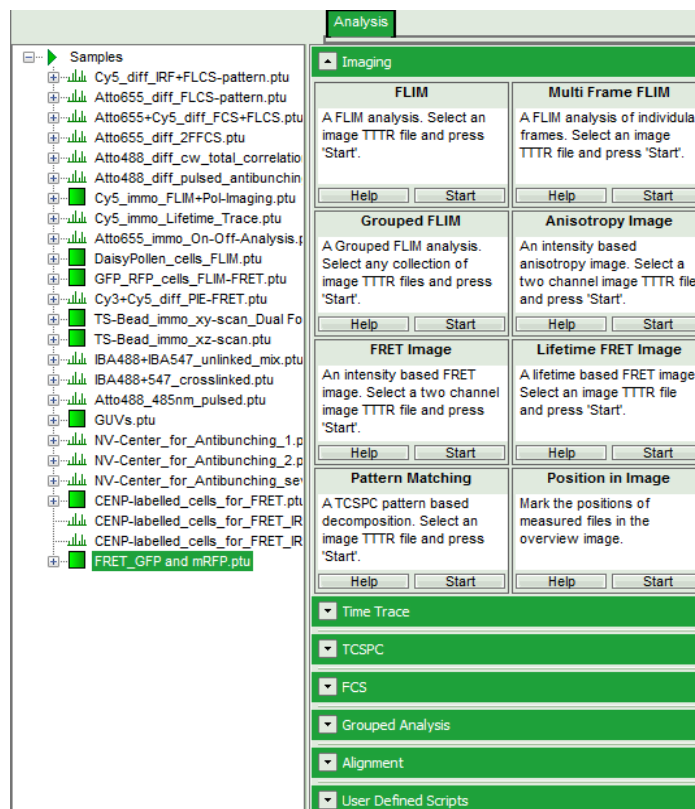 Analysis
Samples
Cy5_diff_IRF+FLCS-pattern.ptu
Atto655_diff_FLCS-pattern.ptu
Atto655+Cy5_diff_FCS+FLCS.ptu
Atto655_diff_2FFCS.ptu
Atto488_diff_cw_total_correlatio
Atto488_diff_pulsed_antibunchin
Cy5_immo_FLIM+Pol-Imaging.ptu
Cy5_immo_Lifetime_Trace.ptu
Atto655_immo_On-Off-Analysis.p
DaisyPollen_cells_FLIM.ptu
GFP_RFP_cells_FLIM-FRET.ptu
Cy3+Cy5_diff_PIE-FRET.ptu
TS-Bead_immo_xy-scan_Dual Fo
TS-Bead_immo_xz-scan.ptu
IBA488+IBA547_unlinked_mix.ptu
IBA488+547_crosslinked.ptu
Atto488_485nm_pulsed.ptu
GUVs.ptu
NV-Center_for_Antibunching_1.p
NV-Center_for_Antibunching_2.p
NV-Center_for_Antibunching_se
CENP-labelled_cells_for_FRET.ptu
CENP-labelled_cells_for_FRET_IR
CENP-labelled_cells_for_FRET_IR
FRET_GFP and mRFP.ptu
Imaging
FLIM
A FLIM analysis. Select an
image TTTR file and press
'Start'.
Help Start
Multi Frame FLIM
A FLIM analysis of individula
frames. Select an image
TTTR file and press 'Start'.
Help Start
Grouped FLIM
A Grouped FLIM analysis.
Select any collection of
image TTTR files and press
'Start'.
Help Start
Anisotropy Image
An intensity based
anisotropy image. Select a
two channel image TTTR file
and press 'Start'.
Help Start
FRET Image
An intensity based FRET
image. Select a two channel
image TTTR file and press
'Start'.
Help Start
Lifetime FRET Image
A lifetime based FRET image
Select an image TTTR file
and press 'Start'.
Help Start
Pattern Matching
A TCSPC pattern based
decomposition. Select an
image TTTR file and press
'Start'.
Help Start
Position in Image
Mark the positions of
measured files in the
overview image.
Help Start
Time Trace
TCSPC
FCS
Grouped Analysis
Alignment
User Defined Scripts